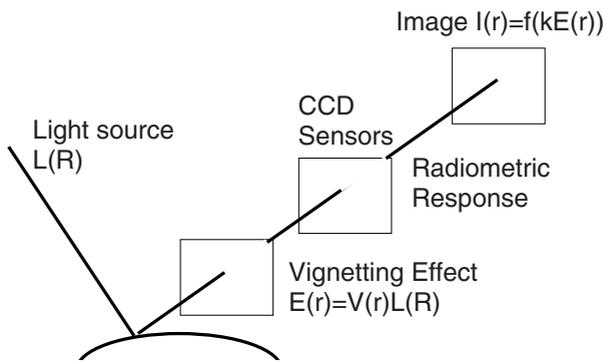 Image I(r)=f(kE(r))
CCD
Sensors
Light source
L(R)
Radiometric
Response
Vignetting Effect
E(r)=V(r)L(R)